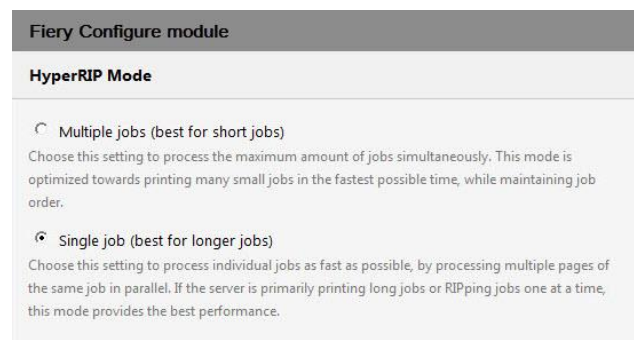 Fiery Configure module
HyperRIP Mode
Multiple jobs (best for short jobs)
Choose this setting to process the maximum amount of jobs simultaneously. This mode is
optimized towards printing many small jobs in the fastest possible time, while maintaining job
order.
Single job (best for longer jobs)
Choose this setting to process individual jobs as fast as possible, by processing multiple pages of
the same job in parallel. If the server is primarily printing long jobs or RIPping jobs one at a time,
this mode provides the best performance.